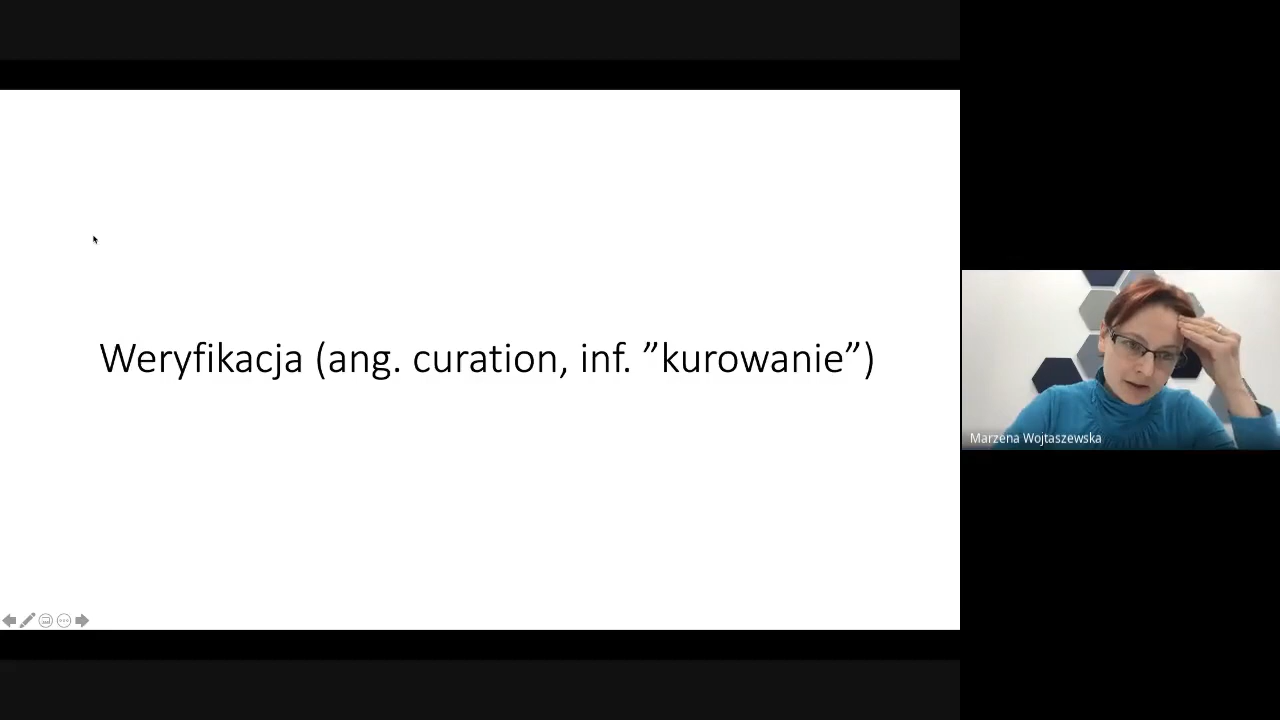 Weryfikacja (ang. curation, inf. ”kurowanie”)
Marzena Wojtaszewska